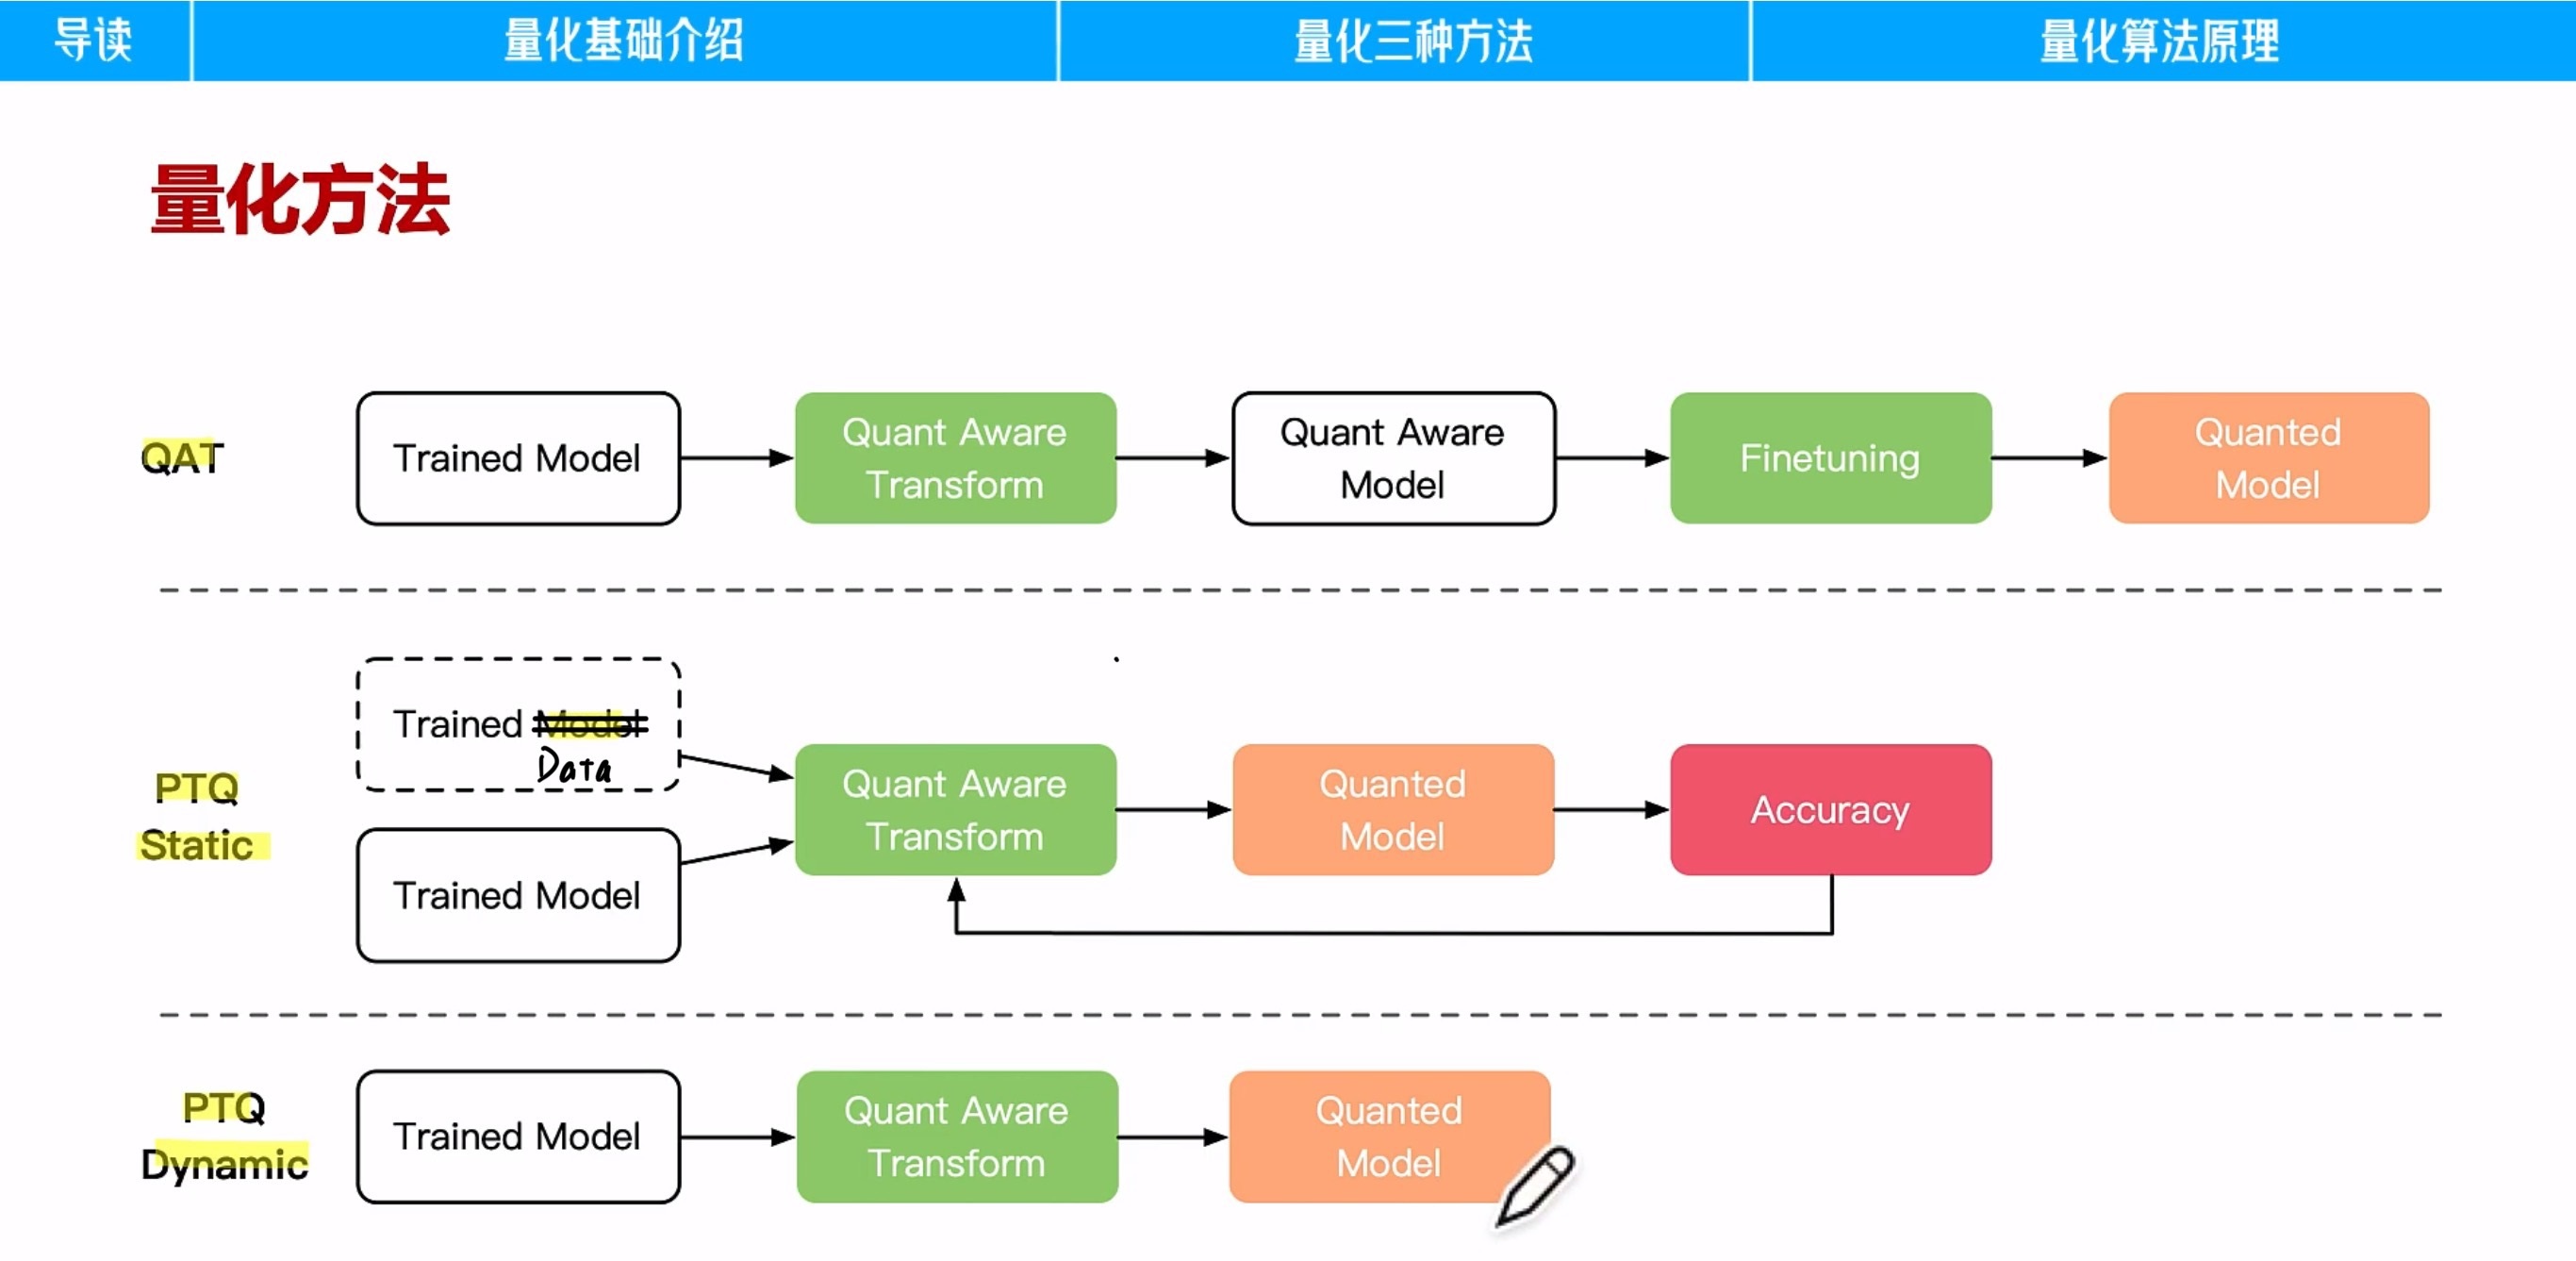 导读
量化基础介绍
量化三种方法
量化算法原理
量化方法
QAT
Trained Model
Quant Aware
Transform
Quant Aware
Model
Finetuning
Quanted
Model
PTQ
Static
Trained Model
Data
Trained Model
Quant Aware
Transform
Quanted
Model
Accuracy
PTQ
Dynamic
Trained Model
Quant Aware
Transform
Quanted
Model